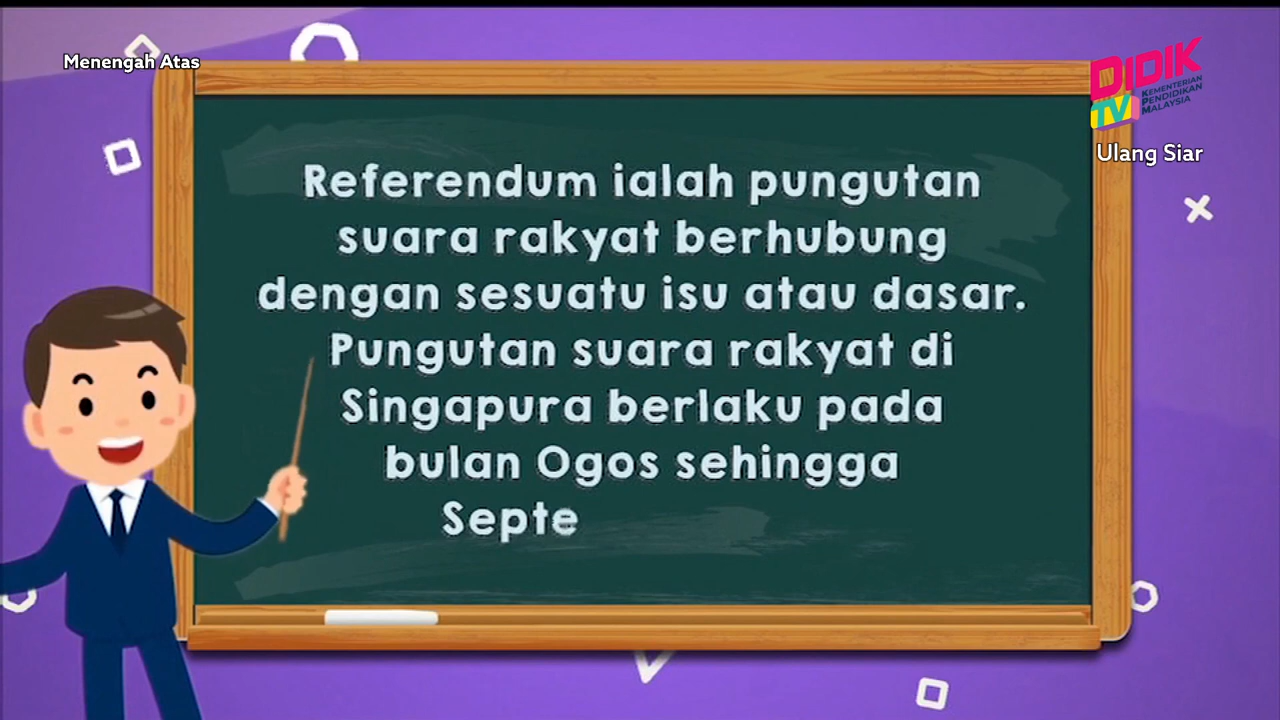 Menengah Atas
DIDIK
TV
KEMENTERIAN
PENDIDIKAN
MALAYSIA
Ulang Siar
Referendum ialah pungutan
suara rakyat berhubung
dengan sesuatu isu atau dasar.
Pungutan suara rakyat di
Singapura berlaku pada
bulan Ogos sehingga
Septe